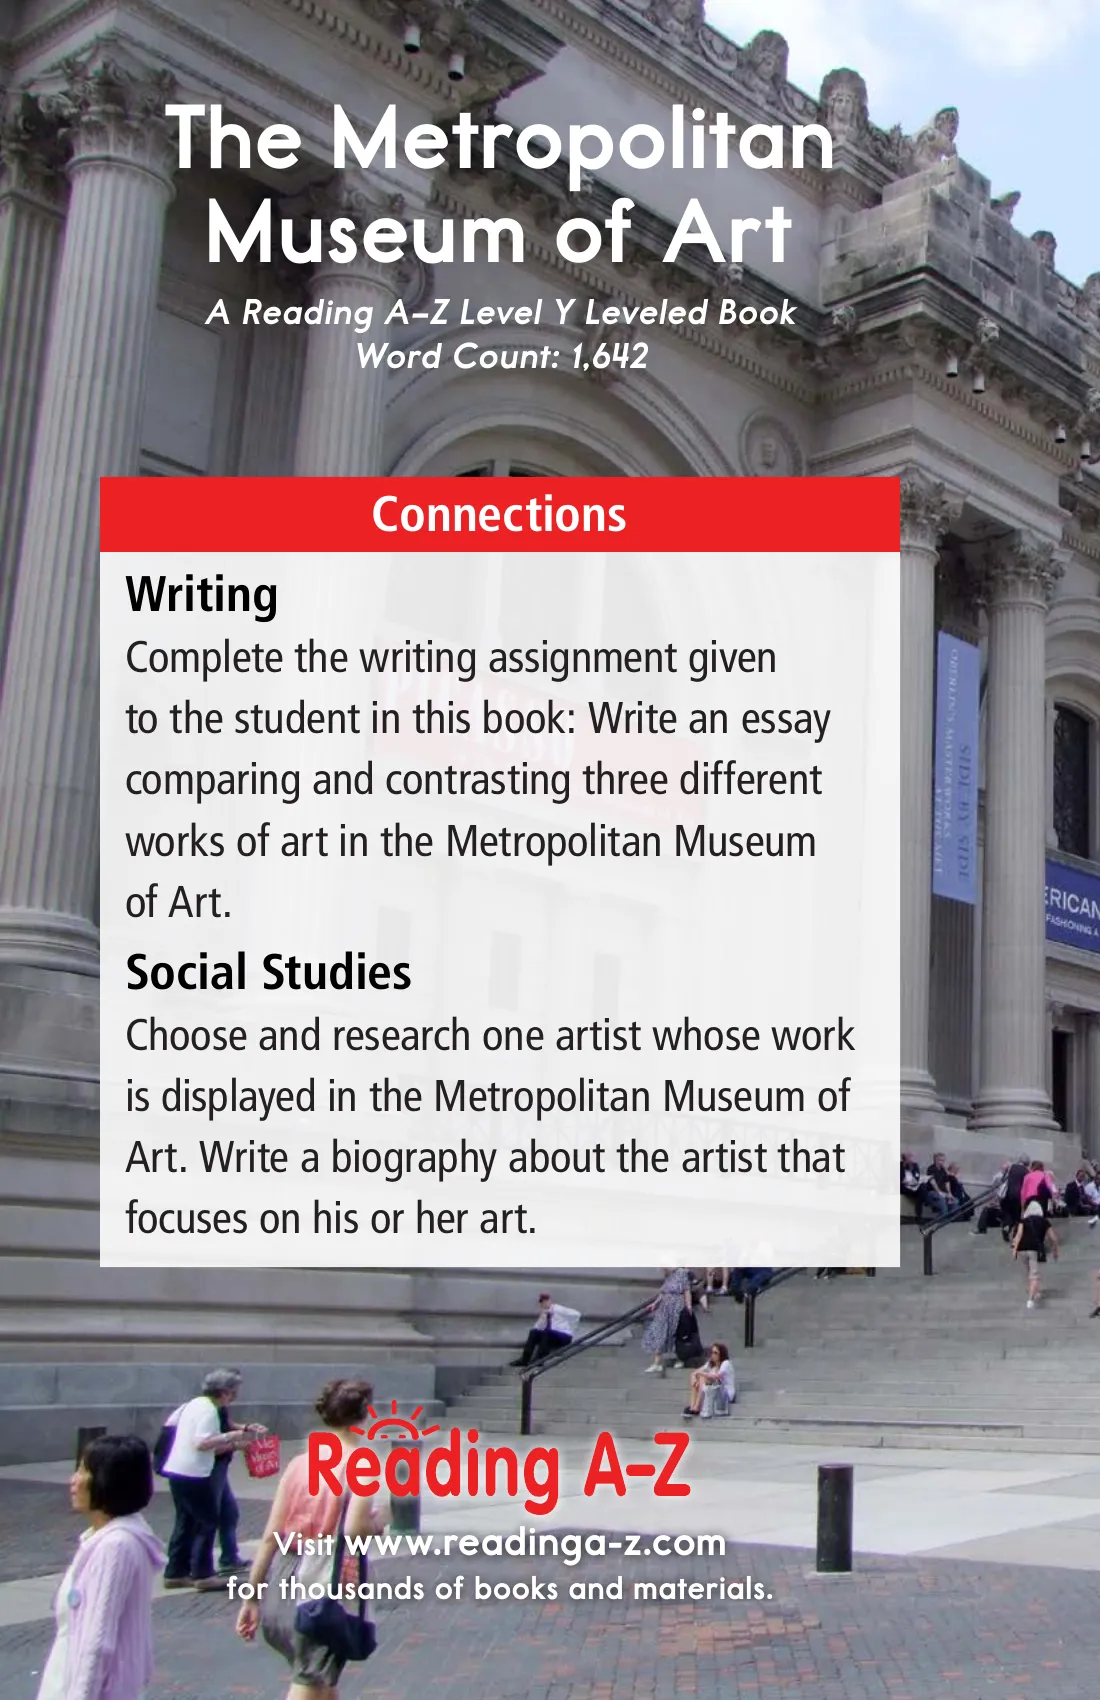 The Metropolitan
Museum of Art
A Reading A–Z Level Y Leveled Book
Word Count: 1,642
Connections
Writing
Complete the writing assignment given
to the student in this book: Write an essay
comparing and contrasting three different
works of art in the Metropolitan Museum
of Art.
Social Studies
Choose and research one artist whose work
is displayed in the Metropolitan Museum of
Art. Write a biography about the artist that
focuses on his or her art.
PICASSO
SIDE BY SIDE
OBERLIN'S MASTERWORKS
ERICAN
FASHIONING A
Reading A–Z
Visit www.readinga-z.com
for thousands of books and materials.